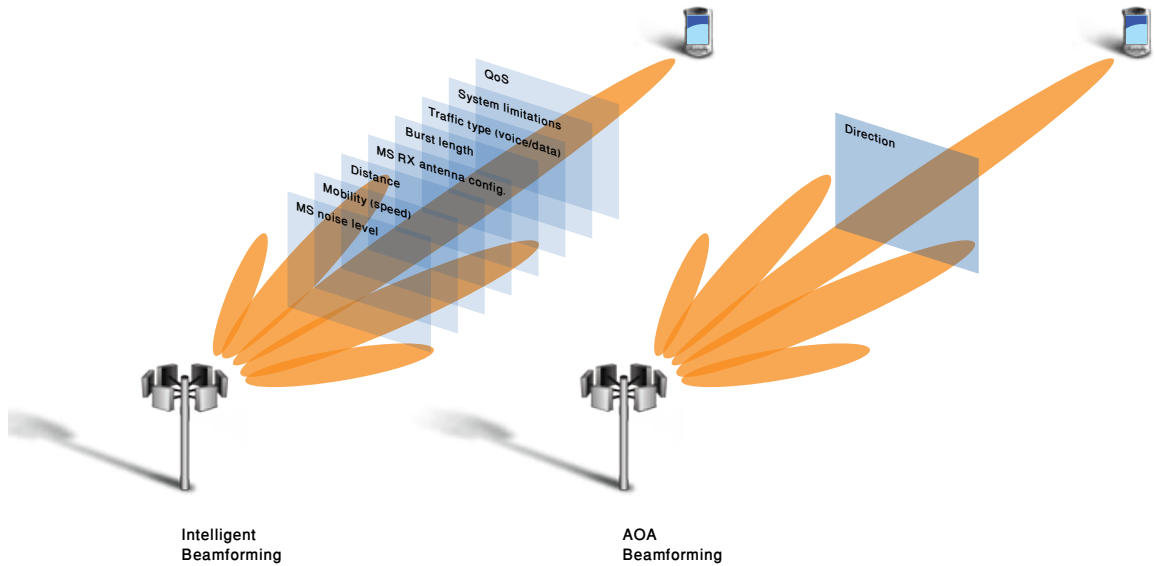 QoS
System limitations
Traffic type (voice/data)
Burst length
MS RX antenna config.
Distance
Mobility (speed)
MS noise level
Direction
Intelligent
Beamforming
AOA
Beamforming